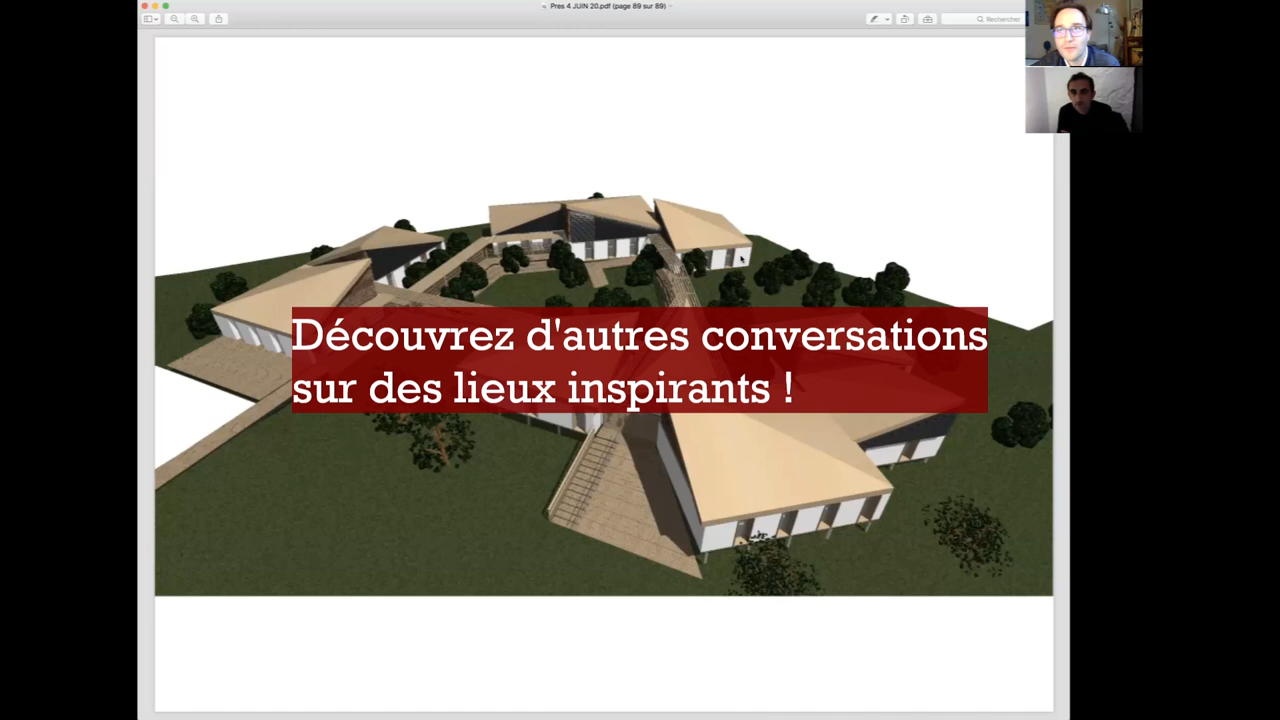 Pres 4 JUIN 20.pdf (page 89 sur 89)
Rechercher
Découvrez d'autres conversations
sur des lieux inspirants !